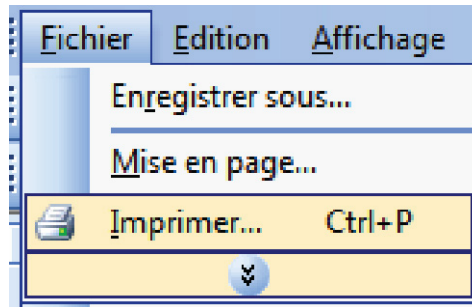 Fichier Edition Affichage
Enregistrer sous...
Mise en page...
Imprimer... Ctrl+P